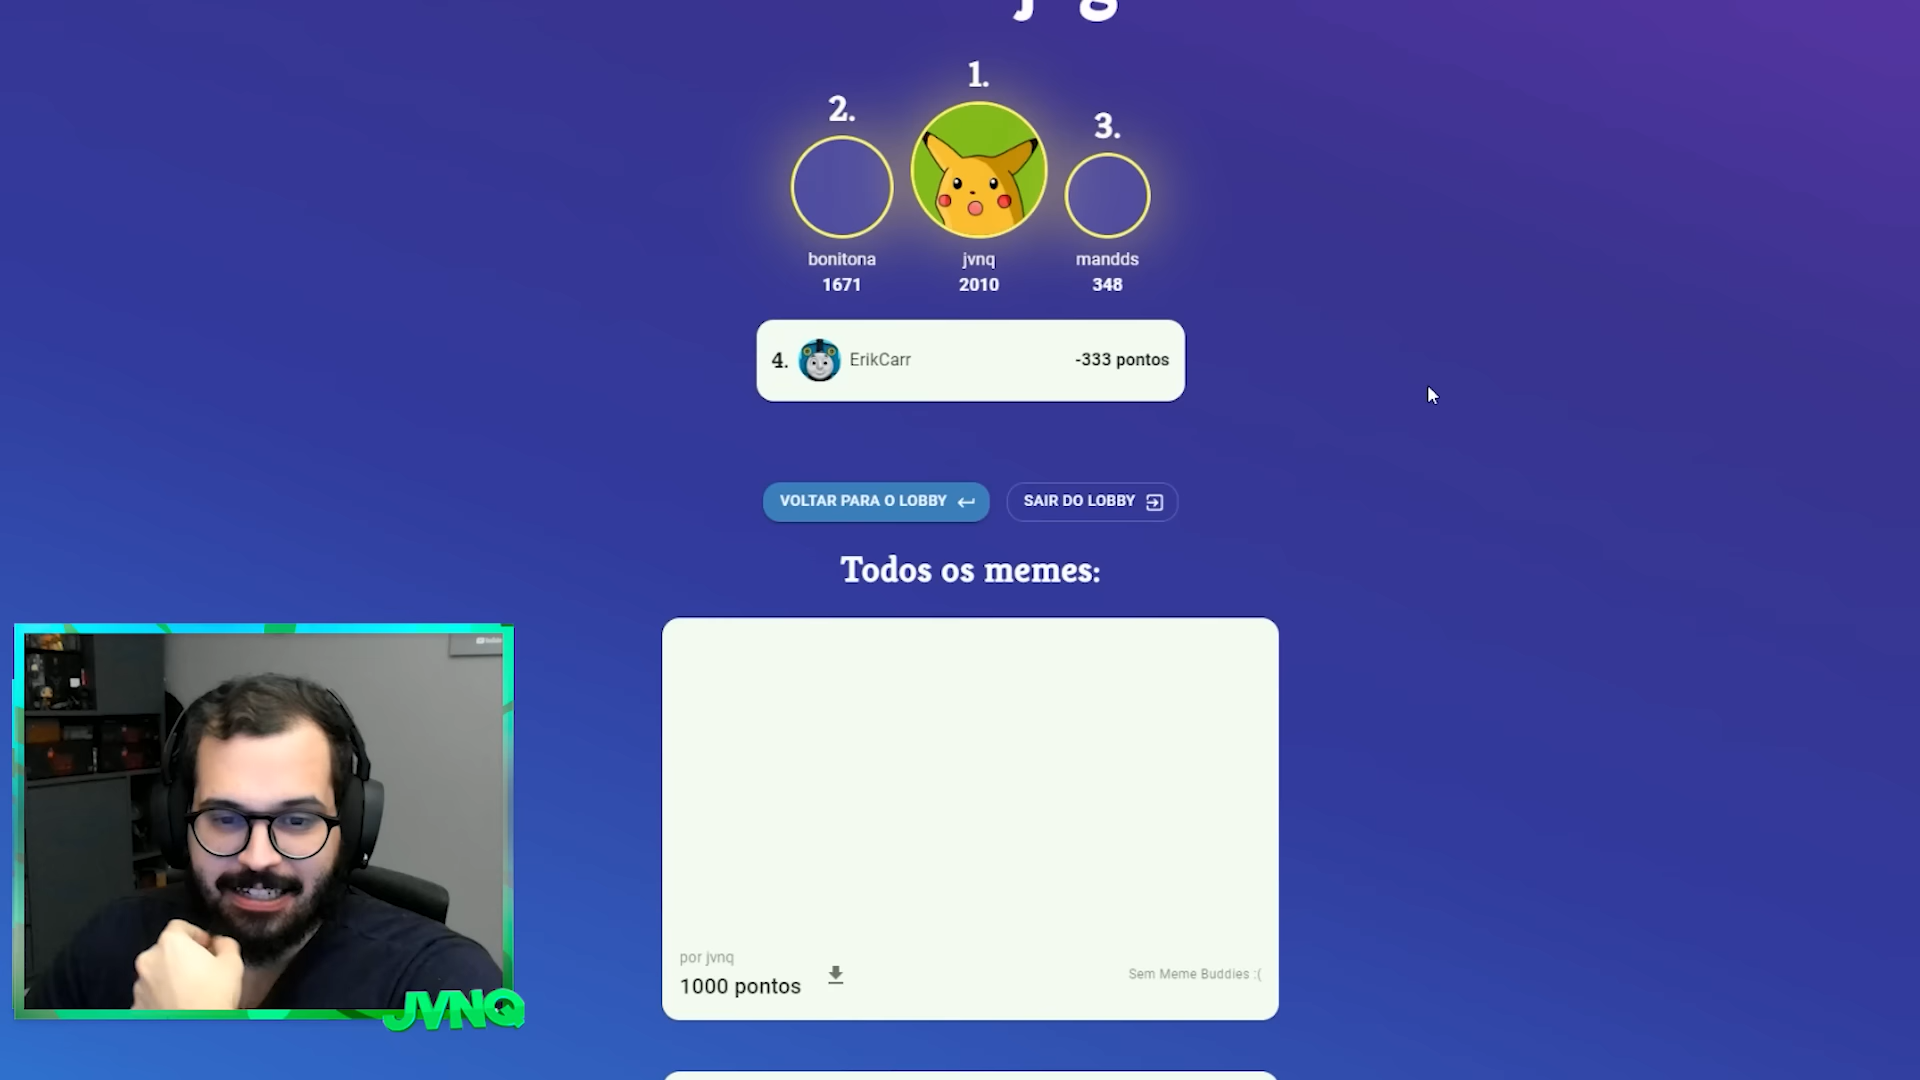 1.
2.
3.
bonitona
jvnq
mandds
1671
2010
348
4.
ErikCarr
-333 pontos
VOLTAR PARA O LOBBY
SAIR DO LOBBY
Todos os memes:
por jvnq
1000 pontos
Sem Meme Buddies :(
JVNQ